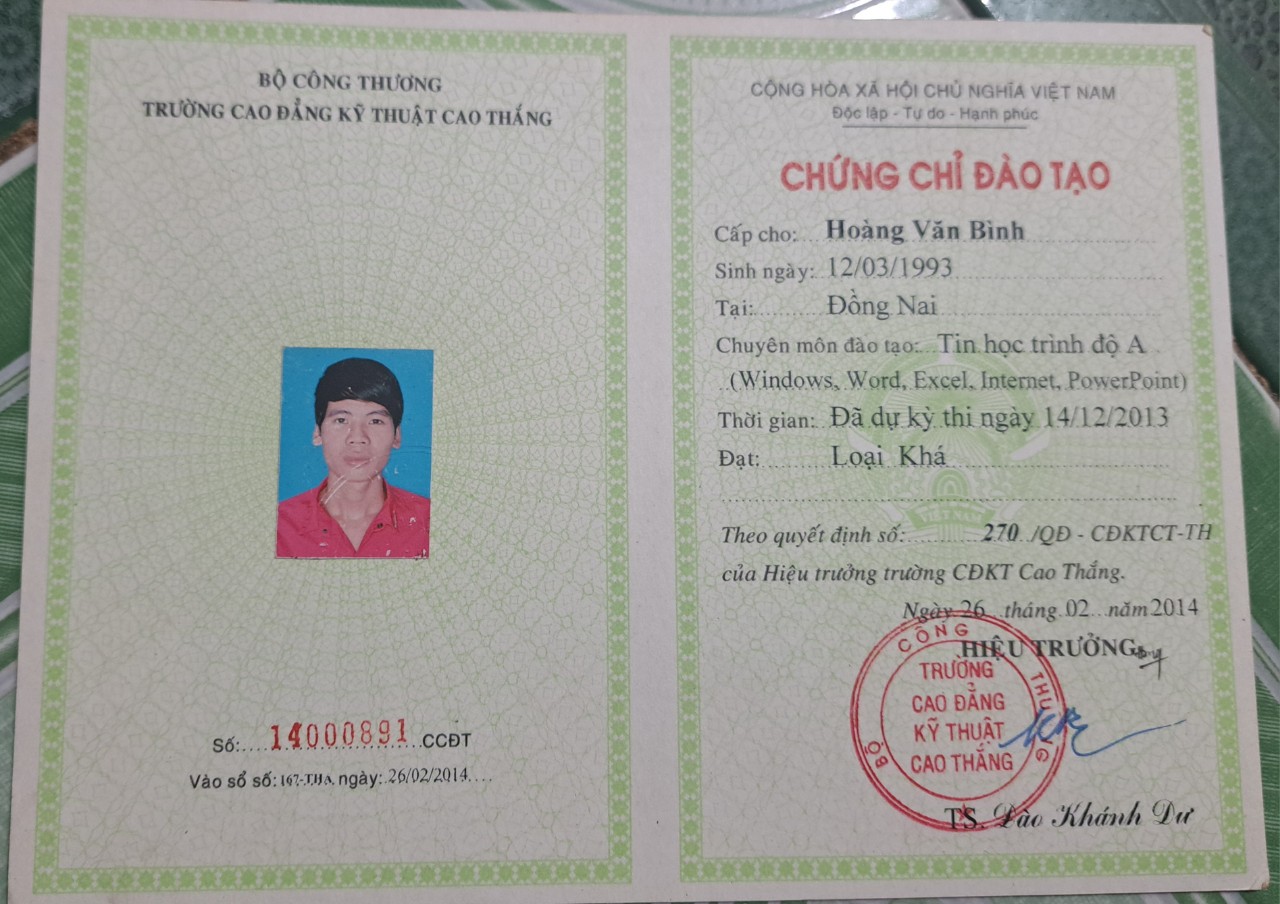 BỘ CÔNG THƯƠNG
TRƯỜNG CAO ĐẲNG KỸ THUẬT CAO THẮNG
Số:....14000891..CCĐT
Vào sổ số: 167-THA. ngày: 26/02/2014....
CỘNG HÒA XÃ HỘI CHỦ NGHĨA VIỆT NAM
Độc lập - Tự do - Hạnh phúc
CHỨNG CHỈ ĐÀO TẠO
Cấp cho: Hoàng Văn Bình
Sinh ngày: 12/03/1993
Tại: Đồng Nai
Chuyên môn đào tạo: Tin học trình độ A
(Windows, Word, Excel, Internet, PowerPoint)
Thời gian: Đã dự kỳ thi ngày 14/12/2013
Đạt: Loại Khá
Theo quyết định số: 270 /QĐ - CĐKTCT-TH
của Hiệu trưởng trường CĐKT Cao Thắng.
Ngày 26 tháng 02 năm 2014
HIỆU TRƯỞNG
BỘ CÔNG THƯƠNG
TRƯỜNG
CAO ĐẲNG
KỸ THUẬT
CAO THẮNG
TS. Đào Khánh Dư